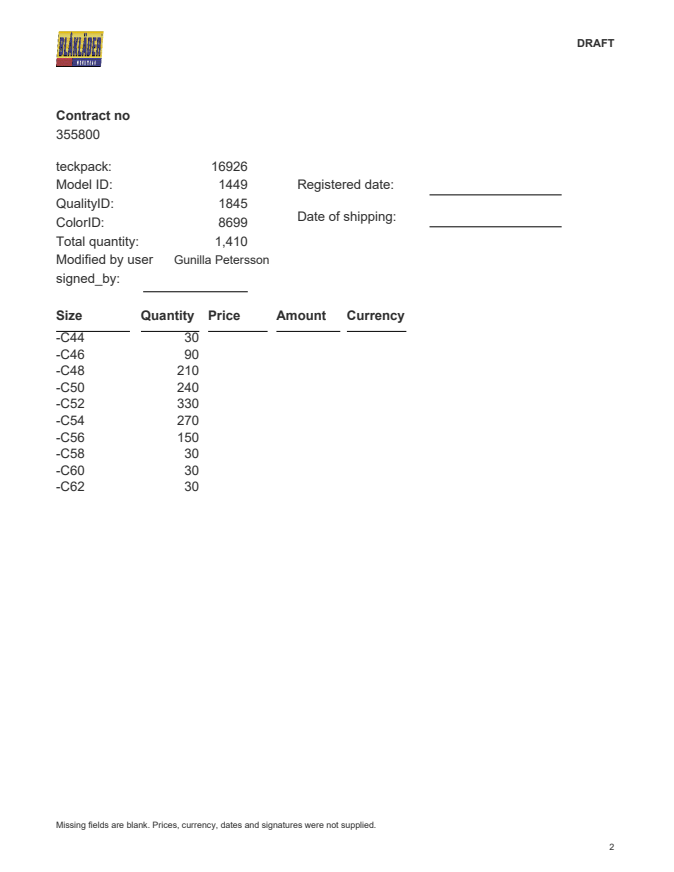 BLÅKLÄDER
WORKWEAR
DRAFT
Contract no
355800
teckpack: 16926
Model ID: 1449
Registered date:
QualityID: 1845
ColorID: 8699
Date of shipping:
Total quantity: 1,410
Modified by user Gunilla Petersson
signed_by:
Size Quantity Price Amount Currency
-C44 30
-C46 90
-C48 210
-C50 240
-C52 330
-C54 270
-C56 150
-C58 30
-C60 30
-C62 30
Missing fields are blank. Prices, currency, dates and signatures were not supplied.
2